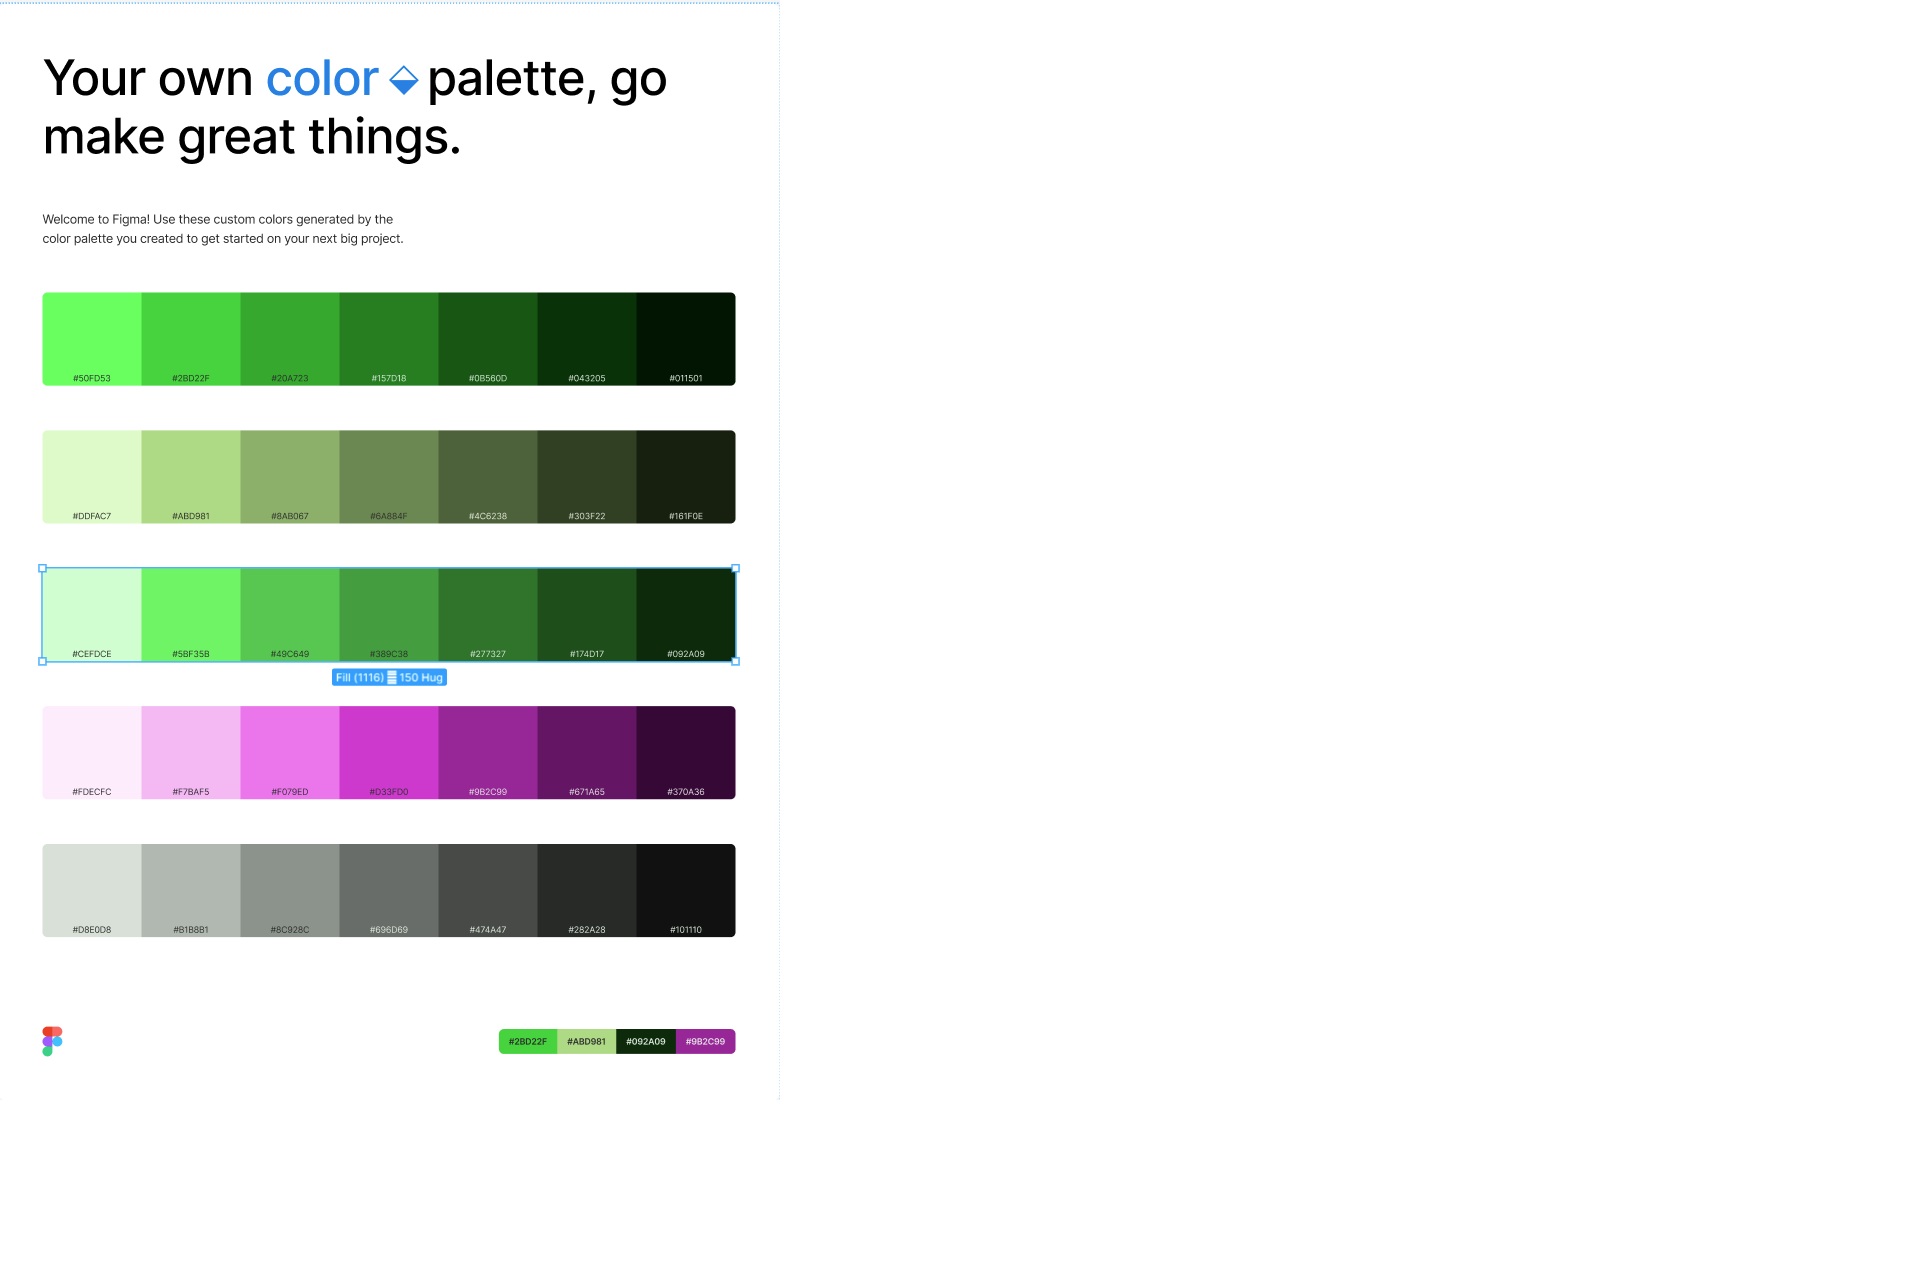 Your own color palette, go
make great things.
Welcome to Figma! Use these custom colors generated by the
color palette you created to get started on your next big project.
#50FD53 #2BD22F #20A723 #157D18 #0B560D #043205 #011501
#DDFAC7 #ABD981 #8AB067 #6A884F #4C6238 #303F22 #161F0E
#CEFDCE #5BF35B #49C649 #389C38 #277327 #174D17 #092A09
Fill (1116) 150 Hug
#FDECFC #F7BAF5 #F079ED #D33FD0 #9B2C99 #671A65 #370A36
#D8E0D8 #B1B8B1 #8C928C #696D69 #474A47 #282A28 #101110
#2BD22F #ABD981 #092A09 #9B2C99